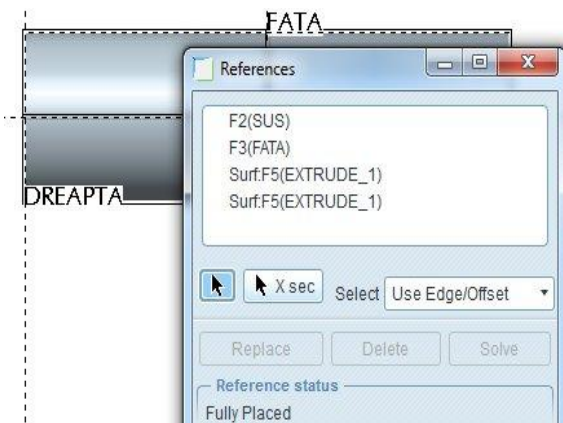 FATA
References
F2(SUS)
F3(FATA)
Surf:F5(EXTRUDE_1)
Surf:F5(EXTRUDE_1)
DREAPTA
X sec Select Use Edge/Offset
Replace Delete Solve
Reference status
Fully Placed